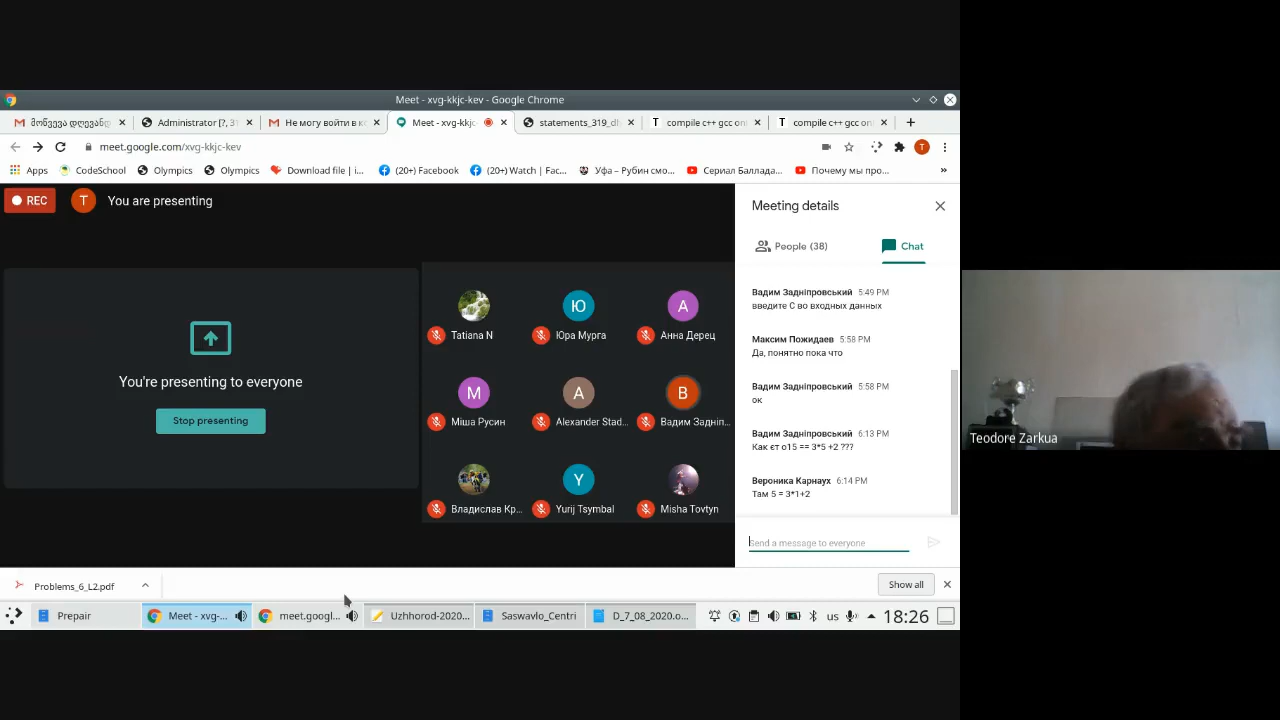 Meet - xvg-kkjc-kev - Google Chrome
მოწვევა დღევანდ
Administrator [?, 3
Не могу войти в к
Meet - xvg-kkjc
statements_319_d
compile c++ gcc on
compile c++ gcc on
meet.google.com/xvg-kkjc-kev
T
Apps
CodeSchool
Olympics
Olympics
Download file | i...
(20+) Facebook
(20+) Watch | Fac...
Уфа – Рубин смо...
Сериал Баллада...
Почему мы про...
»
REC
T
You are presenting
You're presenting to everyone
Stop presenting
Tatiana N
Ю
Юра Мурга
А
Анна Дерец
М
Міша Русин
A
Alexander Stad...
В
Вадим Задніп...
Владислав Кр...
Y
Yurij Tsymbal
Misha Tovtyn
Meeting details
People (38)
Chat
Вадим Задніпровський 5:49 PM
введите С во входных данных
Максим Пожидаев 5:58 PM
Да, понятно пока что
Вадим Задніпровський 5:58 PM
ок
Вадим Задніпровський 6:13 PM
Как єт о15 == 3*5 +2 ???
Вероника Карнаух 6:14 PM
Там 5 = 3*1+2
Send a message to everyone
Teodore Zarkua
Problems_6_L2.pdf
Show all
Prepair
Meet - xvg-...
meet.googl...
Uzhhorod-2020...
Saswavlo_Centri
D_7_08_2020.o...
us
18:26